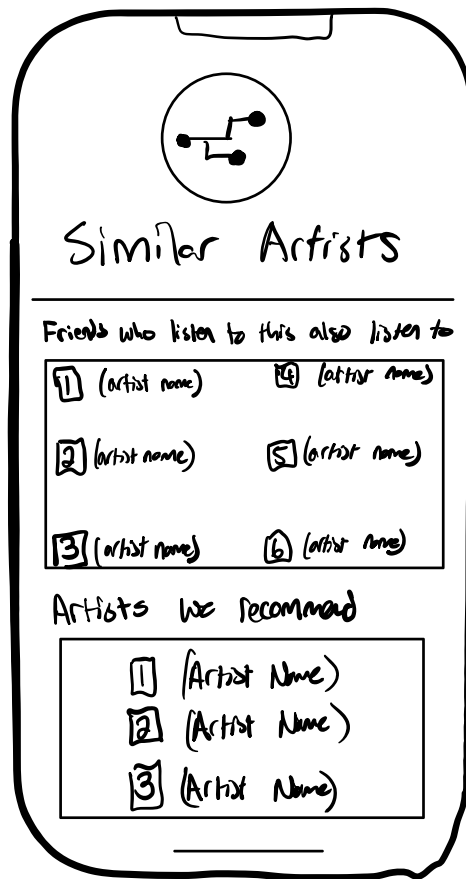 Similar Artists
Friends who listen to this also listen to
1 (artist name) 4 (artist name)
2 (artist name) 5 (artist name)
3 (artist name) 6 (artist name)
Artists we recommend
1 (Artist Name)
2 (Artist Name)
3 (Artist Name)